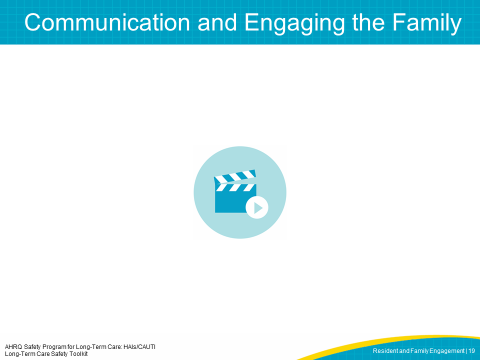 Communication and Engaging the Family
AHRQ Safety Program for Long-Term Care: HAIs/CAUTI
Long-Term Care Safety Toolkit
Resident and Family Engagement | 19